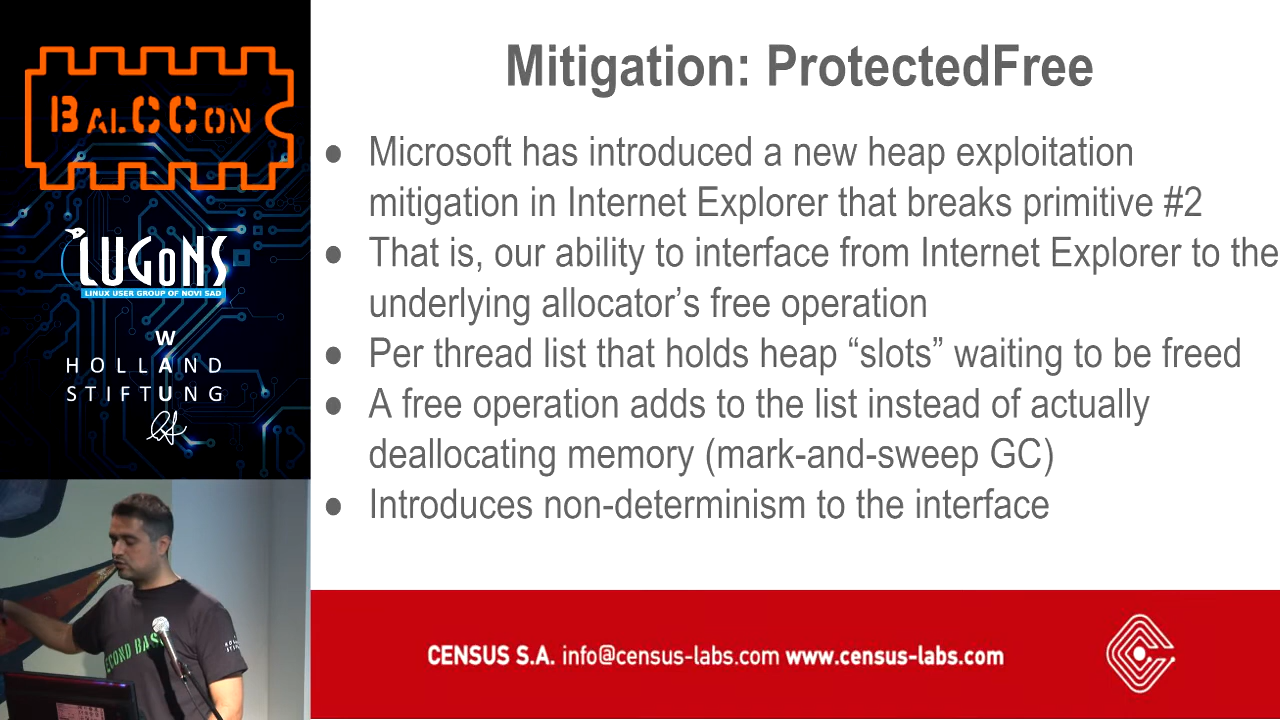 BALCCON
LUGONS
LINUX USER GROUP OF NOVI SAD
W
HOLLAND
A
STIFTUNG
Mitigation: ProtectedFree
● Microsoft has introduced a new heap exploitation
mitigation in Internet Explorer that breaks primitive #2
● That is, our ability to interface from Internet Explorer to the
underlying allocator’s free operation
● Per thread list that holds heap “slots” waiting to be freed
● A free operation adds to the list instead of actually
deallocating memory (mark-and-sweep GC)
● Introduces non-determinism to the interface
SECOND BASE
CENSUS S.A. info@census-labs.com www.census-labs.com